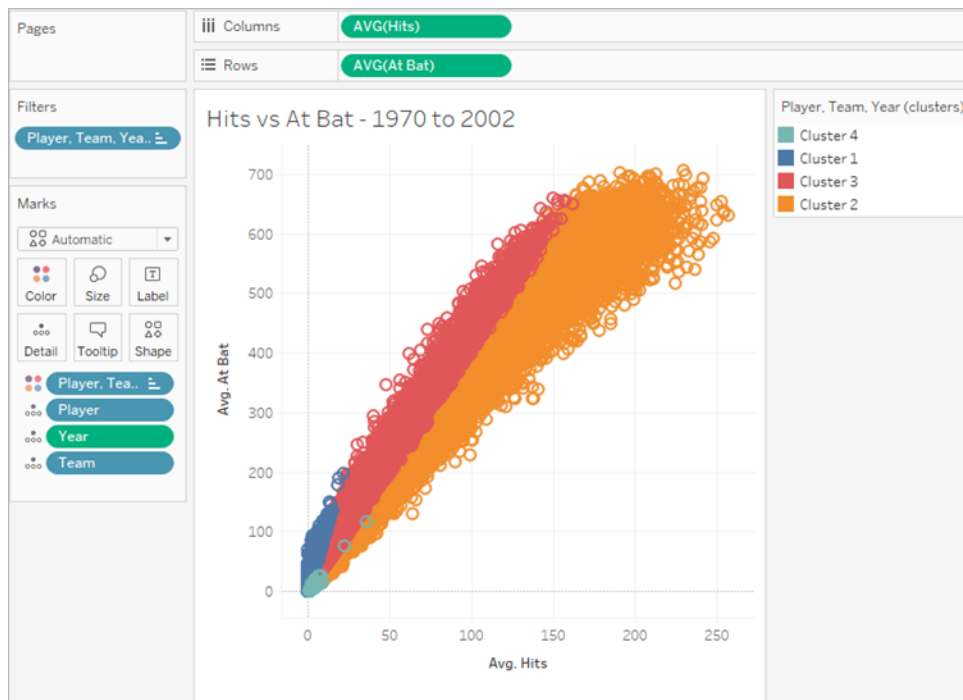 Pages
Columns AVG(Hits)
Rows AVG(At Bat)
Filters
Player, Team, Yea..
Marks
Automatic
Color Size Label
Detail Tooltip Shape
Player, Tea..
Player
Year
Team
Hits vs At Bat - 1970 to 2002
Avg. At Bat
700
600
500
400
300
200
100
0
0 50 100 150 200 250
Avg. Hits
Player, Team, Year (clusters)
Cluster 4
Cluster 1
Cluster 3
Cluster 2